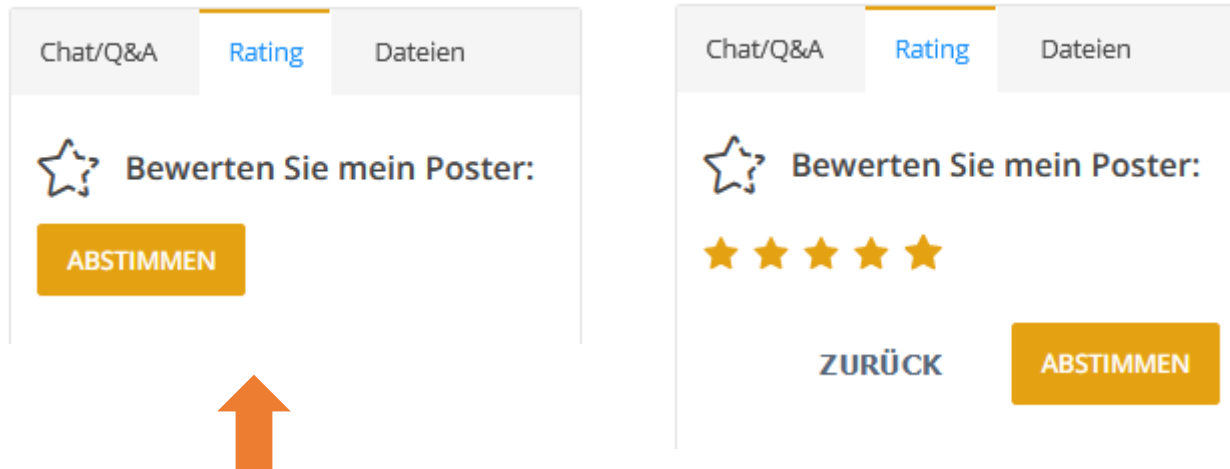 Chat/Q&A Rating Dateien
Bewerten Sie mein Poster:
ABSTIMMEN
Chat/Q&A Rating Dateien
Bewerten Sie mein Poster:
ZURÜCK ABSTIMMEN